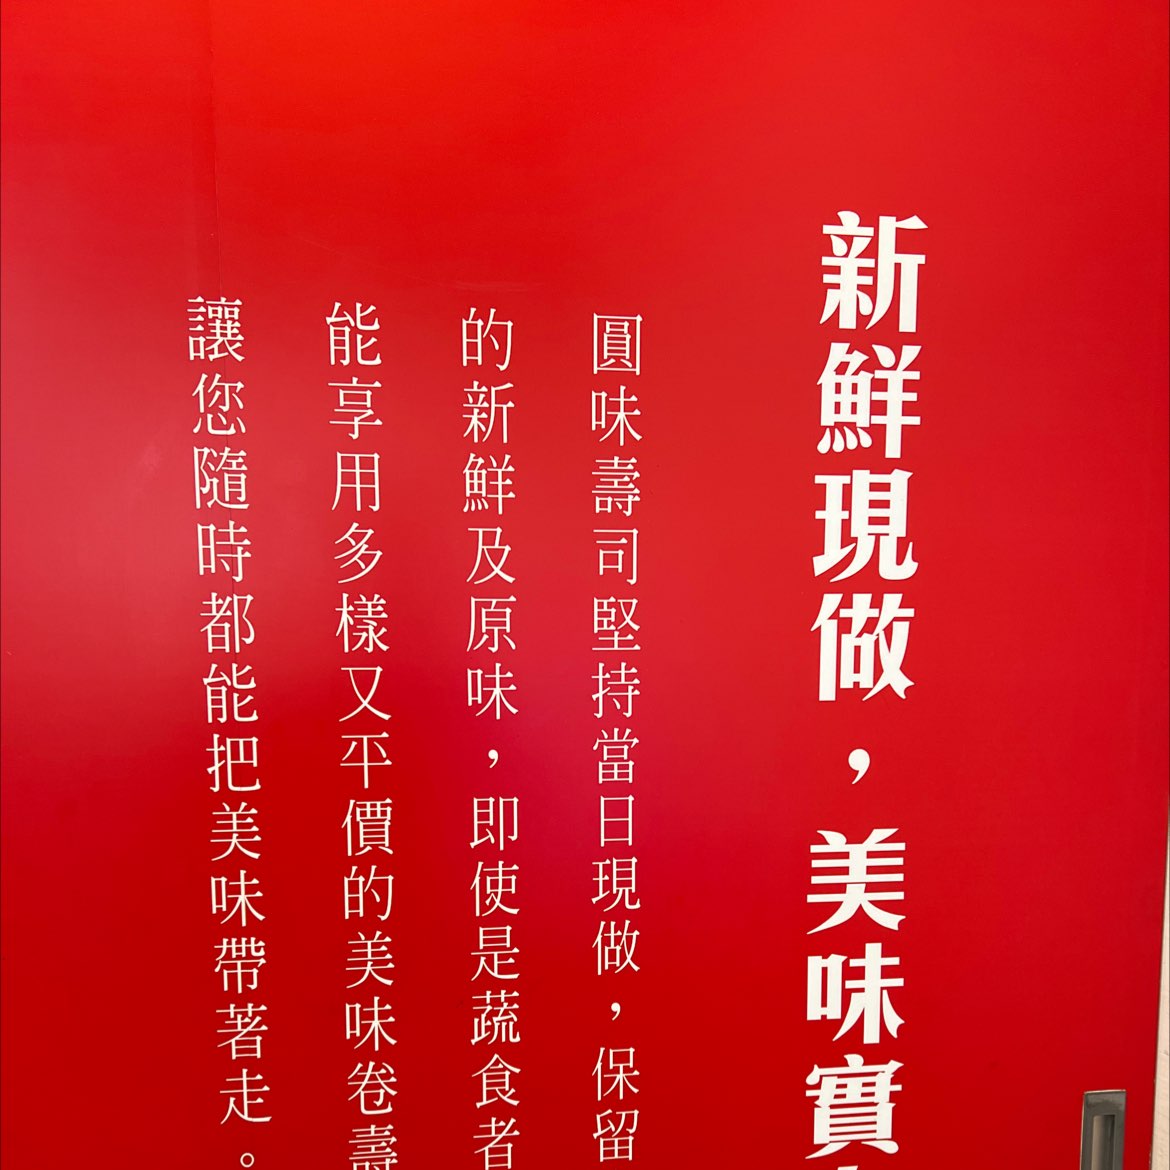 新鮮現做，美味實
圓味壽司堅持當日現做，保留
的新鮮及原味，即使是蔬食者
能享用多樣又平價的美味卷壽
讓您隨時都能把美味帶著走。